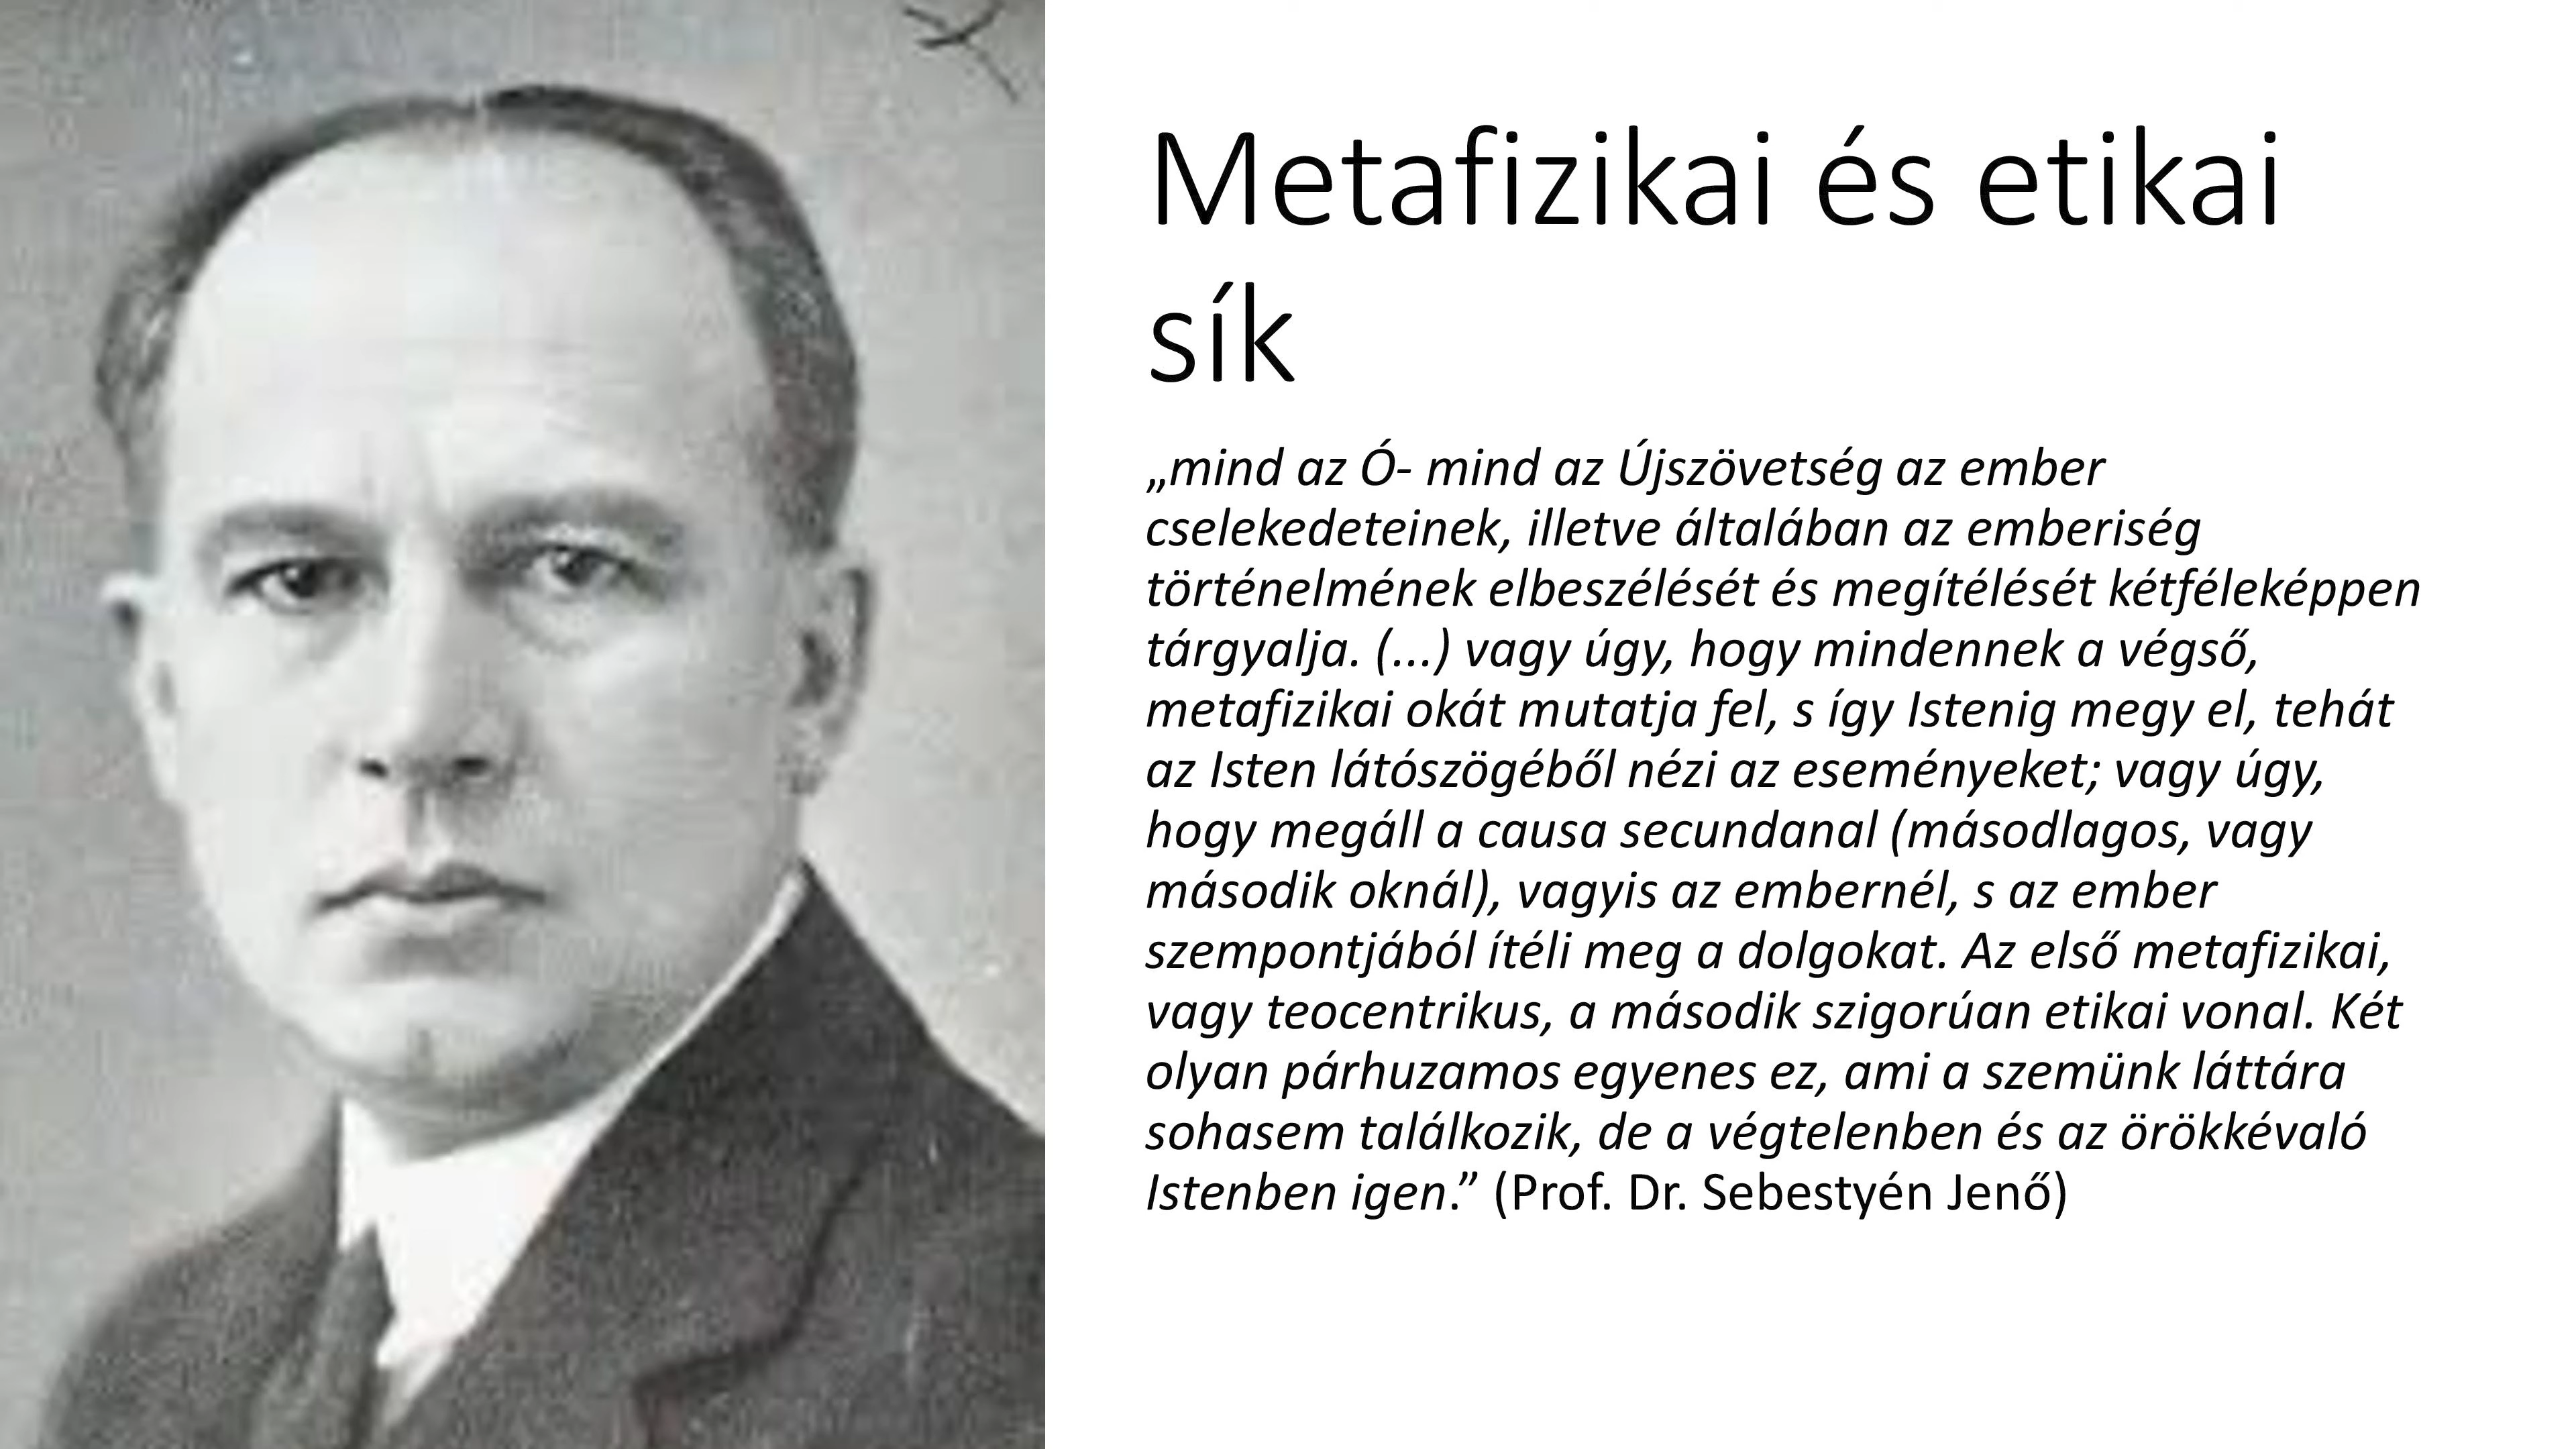 Metafizikai és etikai
sík
„mind az Ó- mind az Újszövetség az ember
cselekedeteinek, illetve általában az emberiség
történelmének elbeszélését és megítélését kétféleképpen
tárgyalja. (...) vagy úgy, hogy mindennek a végső,
metafizikai okát mutatja fel, s így Istenig megy el, tehát
az Isten látószögéből nézi az eseményeket; vagy úgy,
hogy megáll a causa secundanal (másodlagos, vagy
második oknál), vagyis az embernél, s az ember
szempontjából ítéli meg a dolgokat. Az első metafizikai,
vagy teocentrikus, a második szigorúan etikai vonal. Két
olyan párhuzamos egyenes ez, ami a szemünk láttára
sohasem találkozik, de a végtelenben és az örökkévaló
Istenben igen.” (Prof. Dr. Sebestyén Jenő)